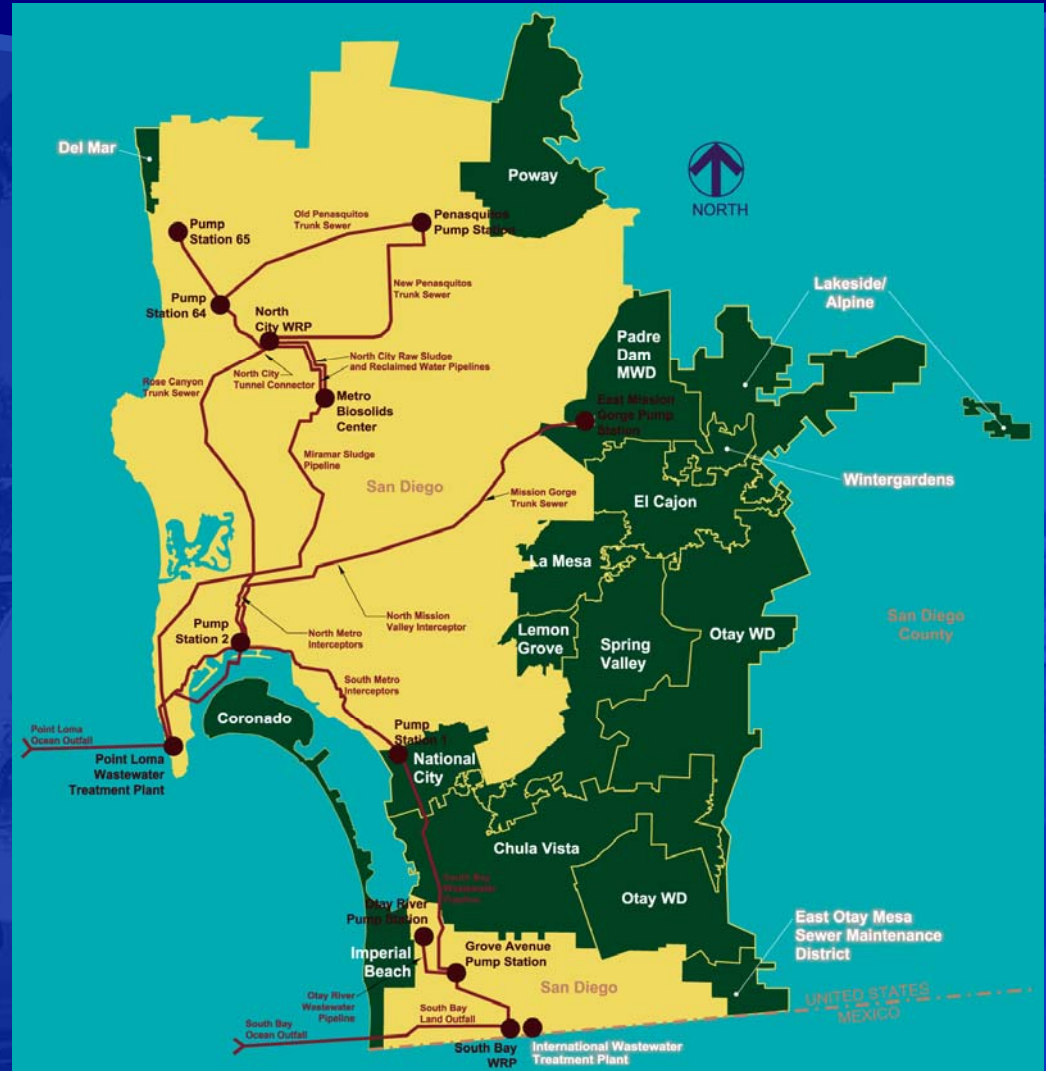 Del Mar
Poway
NORTH
Pump
Station 65
Old Penasquitos
Trunk Sewer
Penasquitos
Pump Station
New Penasquitos
Trunk Sewer
Lakeside/
Alpine
Pump
Station 64
North
City WRP
Padre
Dam
MWD
North City Raw Sludge
and Reclaimed Water Pipelines
North City
Tunnel Connector
Rose Canyon
Trunk Sewer
Metro
Biosolids
Center
East Mission
Gorge Pump
Station
Miramar Sludge
Pipeline
San Diego
Mission Gorge
Trunk Sewer
Wintergardens
El Cajon
La Mesa
Pump
Station 2
North Metro
Interceptors
North Mission
Valley Interceptor
Lemon
Grove
Spring
Valley
Otay WD
San Diego
County
South Metro
Interceptors
Coronado
Point Loma
Ocean Outfall
Point Loma
Wastewater
Treatment Plant
Pump
Station 1
National
City
Chula Vista
South Bay
Wastewater
Pipeline
Otay WD
Otay River
Pump Station
Imperial
Beach
Grove Avenue
Pump Station
East Otay Mesa
Sewer Maintenance
District
San Diego
Otay River
Wastewater
Pipeline
South Bay
Land Outfall
South Bay
Ocean Outfall
UNITED STATES
MEXICO
South Bay
WRP
International Wastewater
Treatment Plant